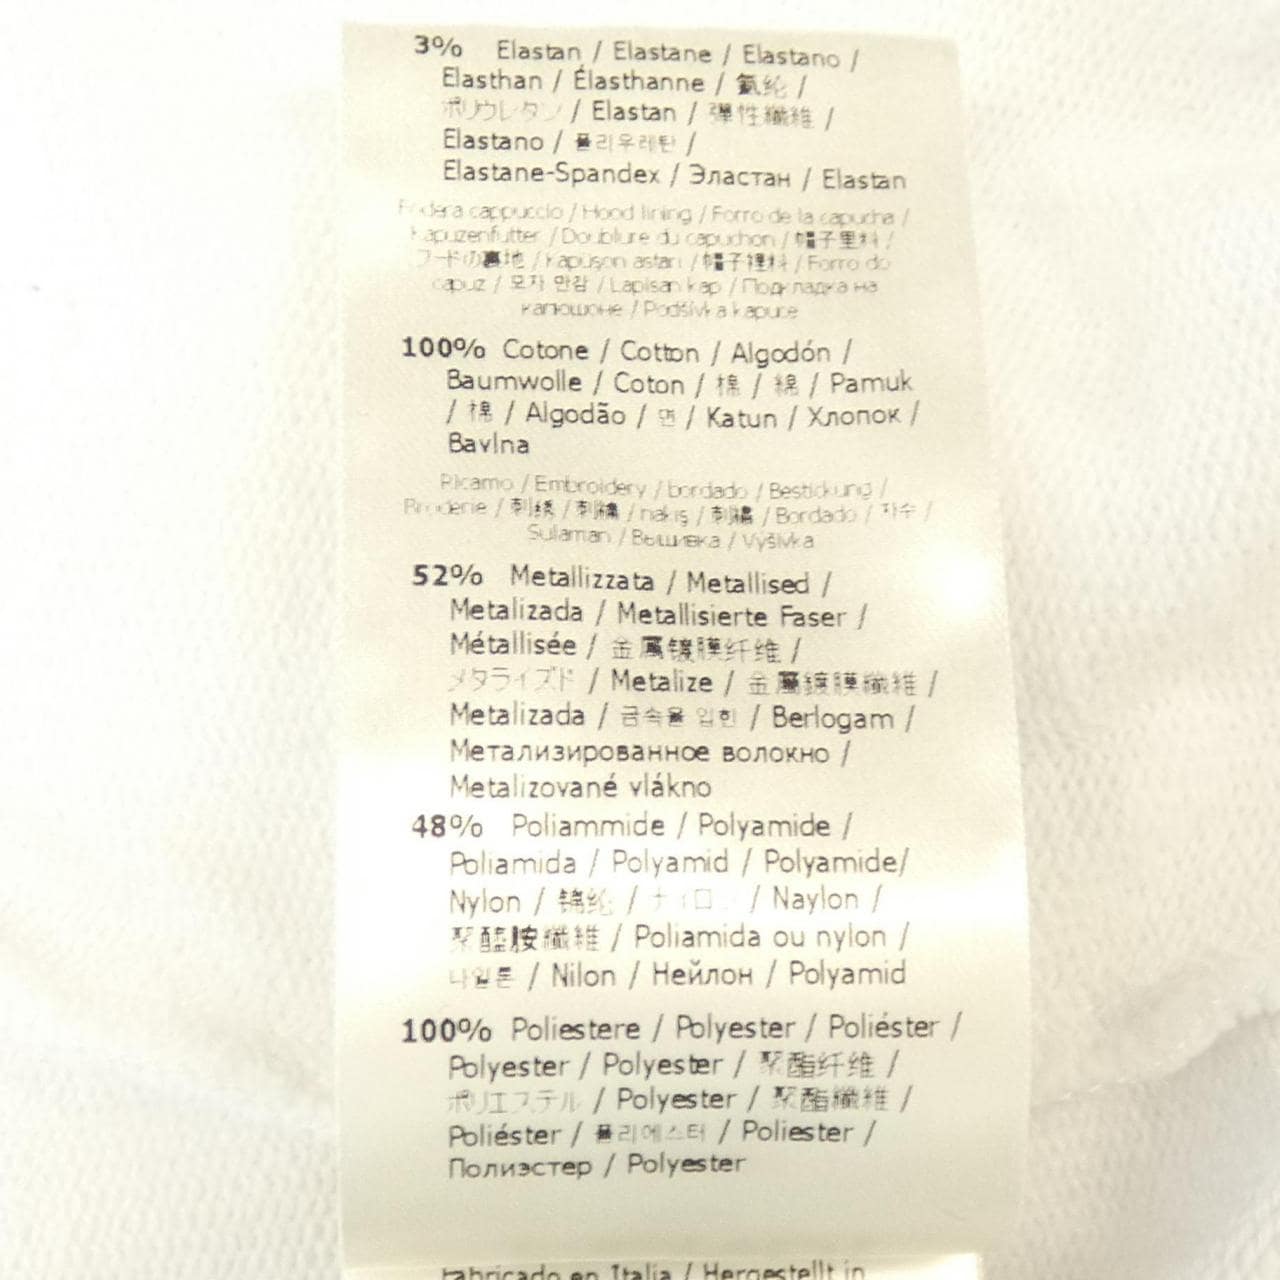 3% Elastan / Elastane / Elastano /
Elasthan / Élasthanne / 氨纶 /
ポリウレタン / Elastan / 彈性纖維 /
Elastano / 폴리우레탄 /
Elastane-Spandex / Эластан / Elastan
Fodera cappuccio / Hood lining / Forro de la capucha /
Kapuzenfutter / Doublure du capuchon / 帽子里料 /
フードの裏地 / Kapüşon astarı / 帽子裡料 / Forro do
capuz / 모자 안감 / Lapisan kap / Подкладка на
капюшоне / Podšívka kapuce
100% Cotone / Cotton / Algodón /
Baumwolle / Coton / 棉 / 綿 / Pamuk
/ 棉 / Algodão / 면 / Katun / Хлопок /
Bavlna
Ricamo / Embroidery / bordado / Bestickung /
Broderie / 刺绣 / 刺繍 / nakış / 刺繡 / Bordado / 자수 /
Sulaman / Вышивка / Výšivka
52% Metallizzata / Metallised /
Metalizada / Metallisierte Faser /
Métallisée / 金属镀膜纤维 /
メタライズド / Metalize / 金屬鍍膜纖維 /
Metalizada / 금속을 입힌 / Berlogam /
Метализированное волокно /
Metalizované vlákno
48% Poliammide / Polyamide /
Poliamida / Polyamid / Polyamide/
Nylon / 锦纶 / ナイロン / Naylon /
聚醯胺纖維 / Poliamida ou nylon /
나일론 / Nilon / Нейлон / Polyamid
100% Poliestere / Polyester / Poliéster /
Polyester / Polyester / 聚酯纤维 /
ポリエステル / Polyester / 聚酯纖維 /
Poliéster / 폴리에스터 / Poliester /
Полиэстер / Polyester
Fabricado en Italia / Hergestellt in